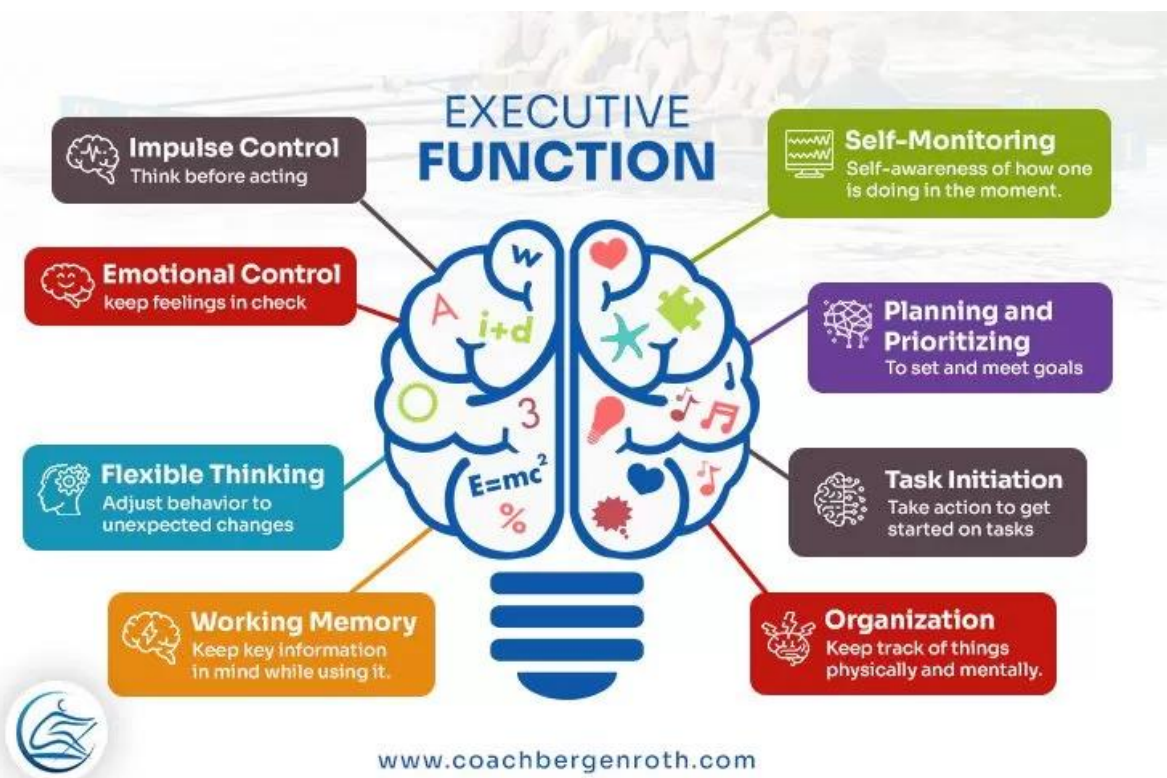 EXECUTIVE
FUNCTION
Impulse Control
Think before acting
Emotional Control
keep feelings in check
Flexible Thinking
Adjust behavior to
unexpected changes
Working Memory
Keep key information
in mind while using it.
Self-Monitoring
Self-awareness of how one
is doing in the moment.
Planning and
Prioritizing
To set and meet goals
Task Initiation
Take action to get
started on tasks
Organization
Keep track of things
physically and mentally.
w
A
i+d
3
E=mc²
%
www.coachbergenroth.com